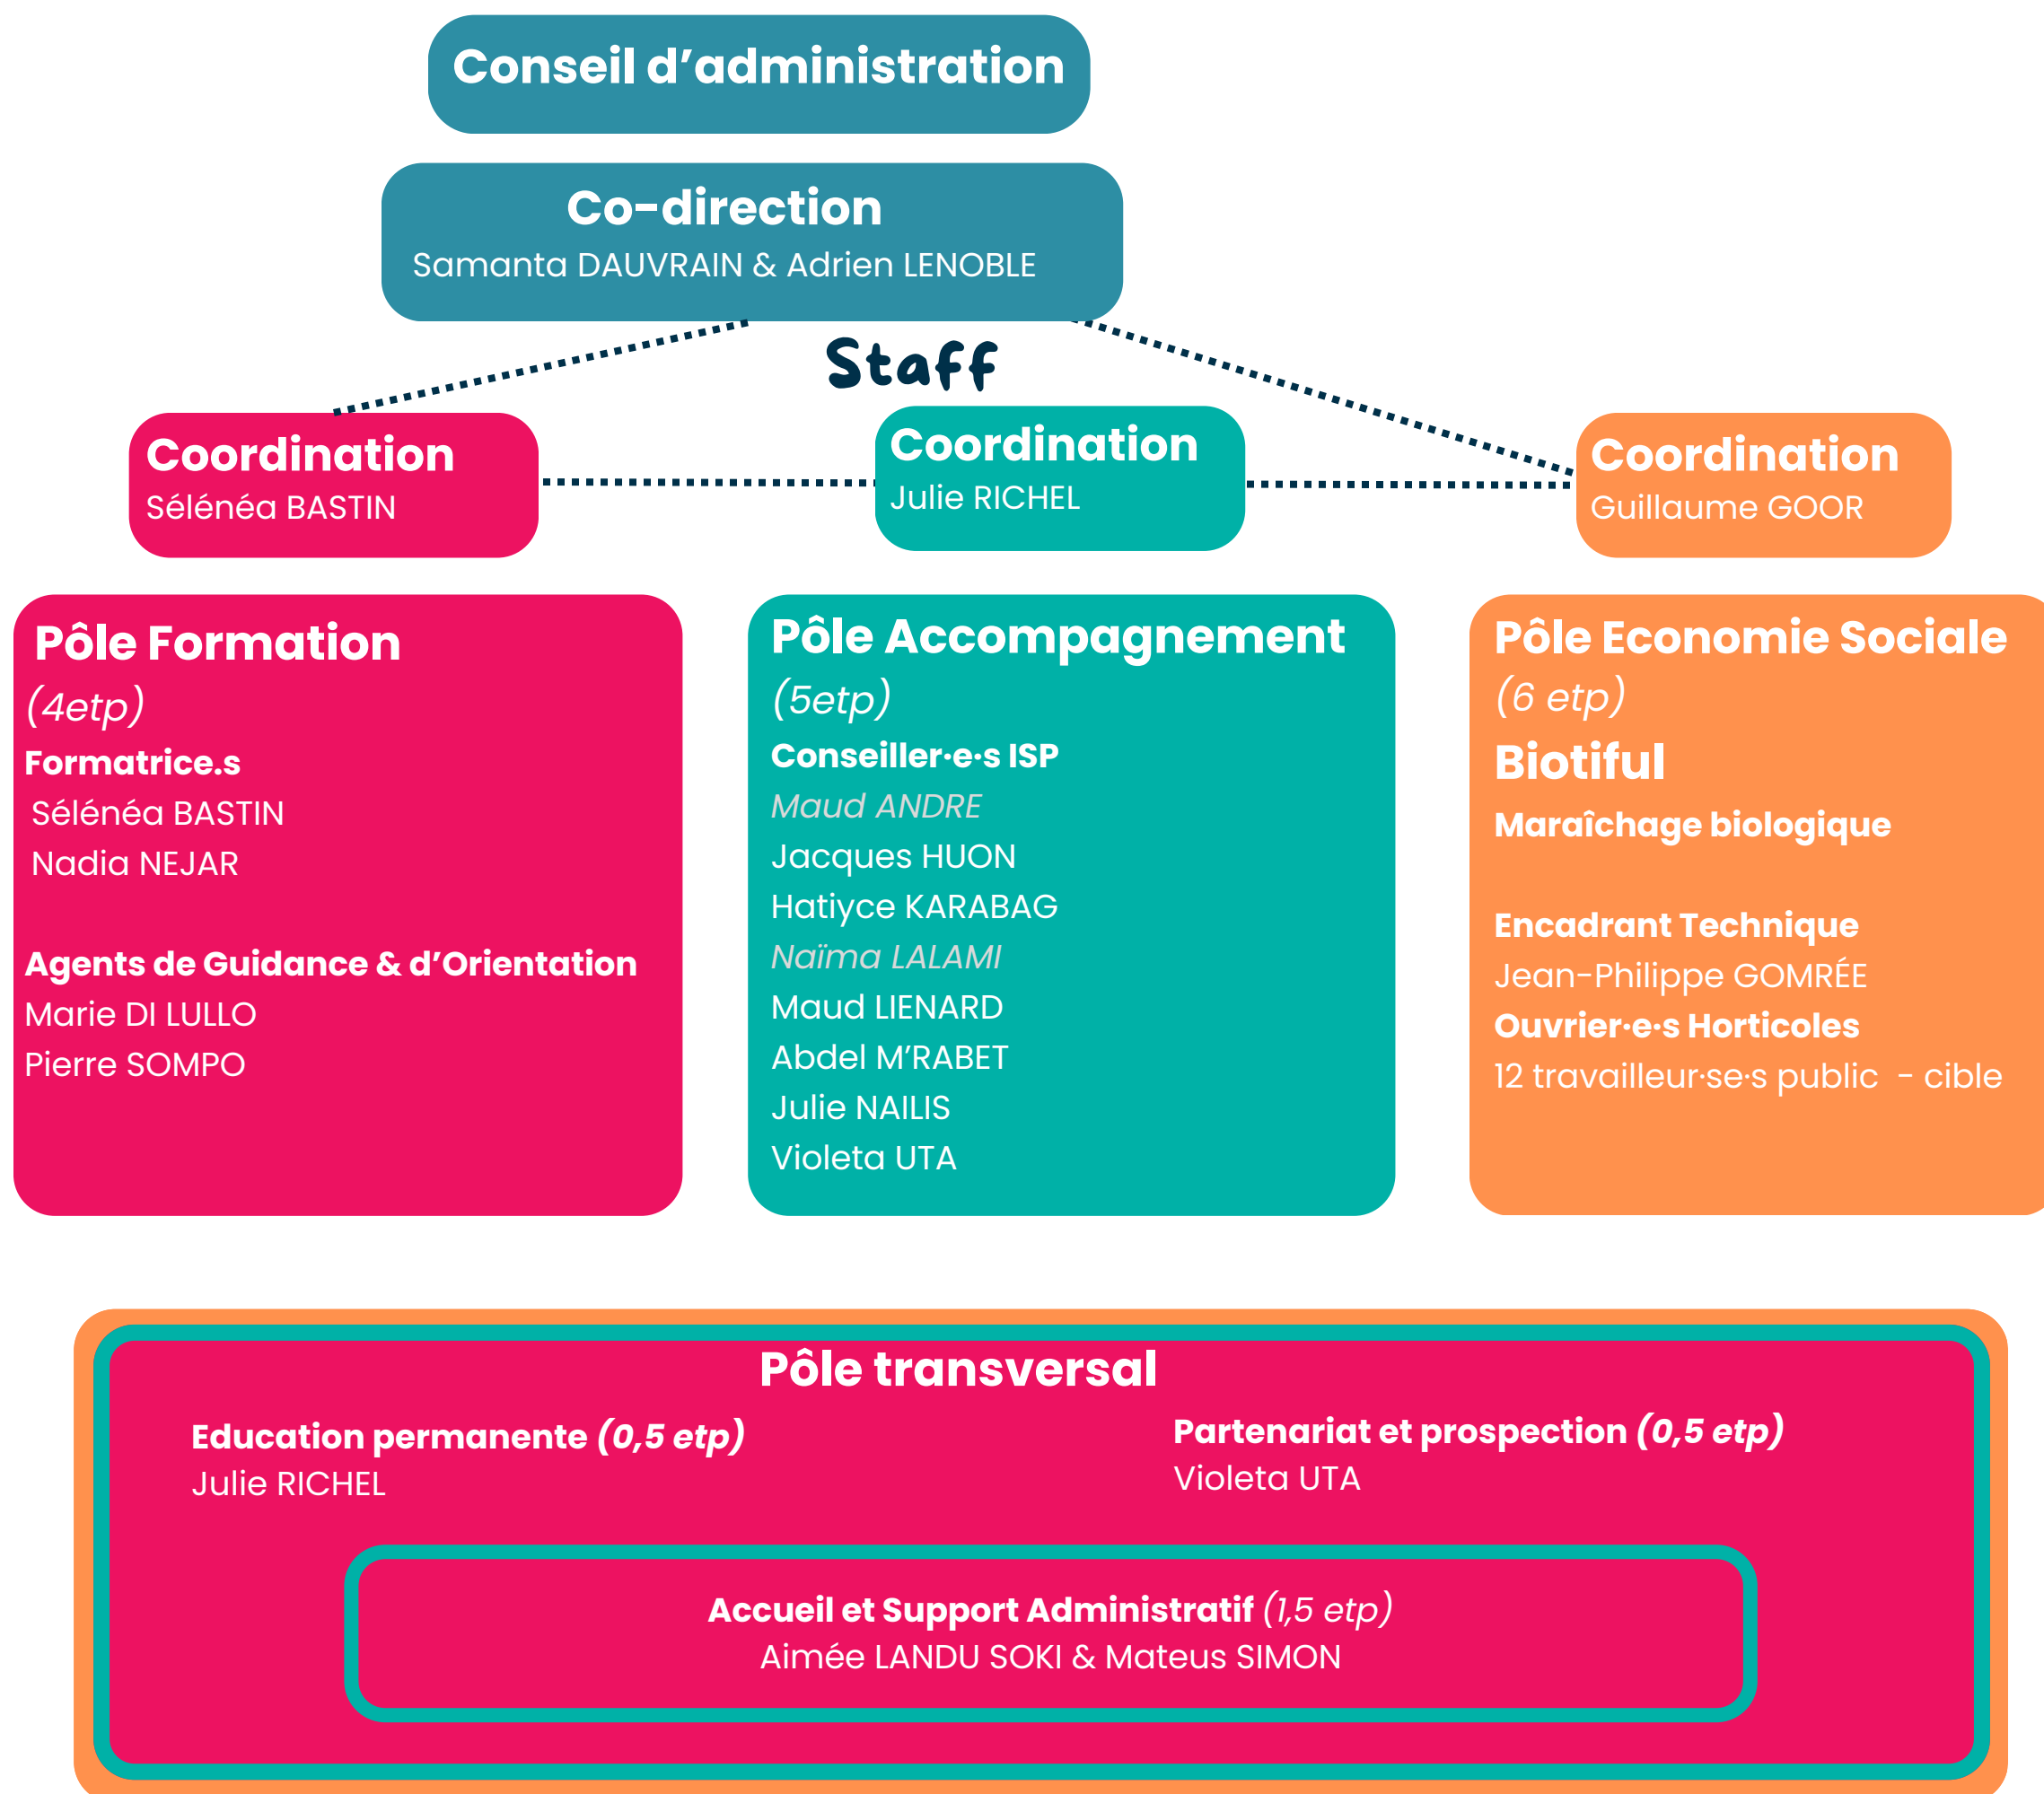 Conseil d’administration
Co-direction
Samanta DAUVRAIN & Adrien LENOBLE
Staff
Coordination
Sélénéa BASTIN
Coordination
Julie RICHEL
Coordination
Guillaume GOOR
Pôle Formation
(4etp)
Formatrice.s
Sélénéa BASTIN
Nadia NEJAR
Agents de Guidance & d’Orientation
Marie DI LULLO
Pierre SOMPO
Pôle Accompagnement
(5etp)
Conseiller·e·s ISP
Maud ANDRE
Jacques HUON
Hatiyce KARABAG
Naïma LALAMI
Maud LIENARD
Abdel M’RABET
Julie NAILIS
Violeta UTA
Pôle Economie Sociale
(6 etp)
Biotiful
Maraîchage biologique
Encadrant Technique
Jean-Philippe GOMRÉE
Ouvrier·e·s Horticoles
12 travailleur·se·s public - cible
Pôle transversal
Education permanente (0,5 etp)
Julie RICHEL
Partenariat et prospection (0,5 etp)
Violeta UTA
Accueil et Support Administratif (1,5 etp)
Aimée LANDU SOKI & Mateus SIMON